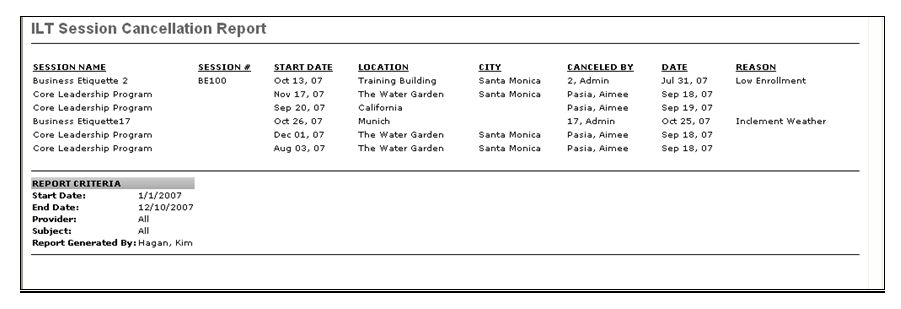 ILT Session Cancellation Report
SESSION NAME SESSION # START DATE LOCATION CITY CANCELED BY DATE REASON
Business Etiquette 2 BE100 Oct 13, 07 Training Building Santa Monica 2, Admin Jul 31, 07 Low Enrollment
Core Leadership Program Nov 17, 07 The Water Garden Santa Monica Pasia, Aimee Sep 18, 07
Core Leadership Program Sep 20, 07 California Pasia, Aimee Sep 19, 07
Business Etiquette17 Oct 26, 07 Munich 17, Admin Oct 25, 07 Inclement Weather
Core Leadership Program Dec 01, 07 The Water Garden Santa Monica Pasia, Aimee Sep 18, 07
Core Leadership Program Aug 03, 07 The Water Garden Santa Monica Pasia, Aimee Sep 18, 07
REPORT CRITERIA
Start Date: 1/1/2007
End Date: 12/10/2007
Provider: All
Subject: All
Report Generated By: Hagan, Kim